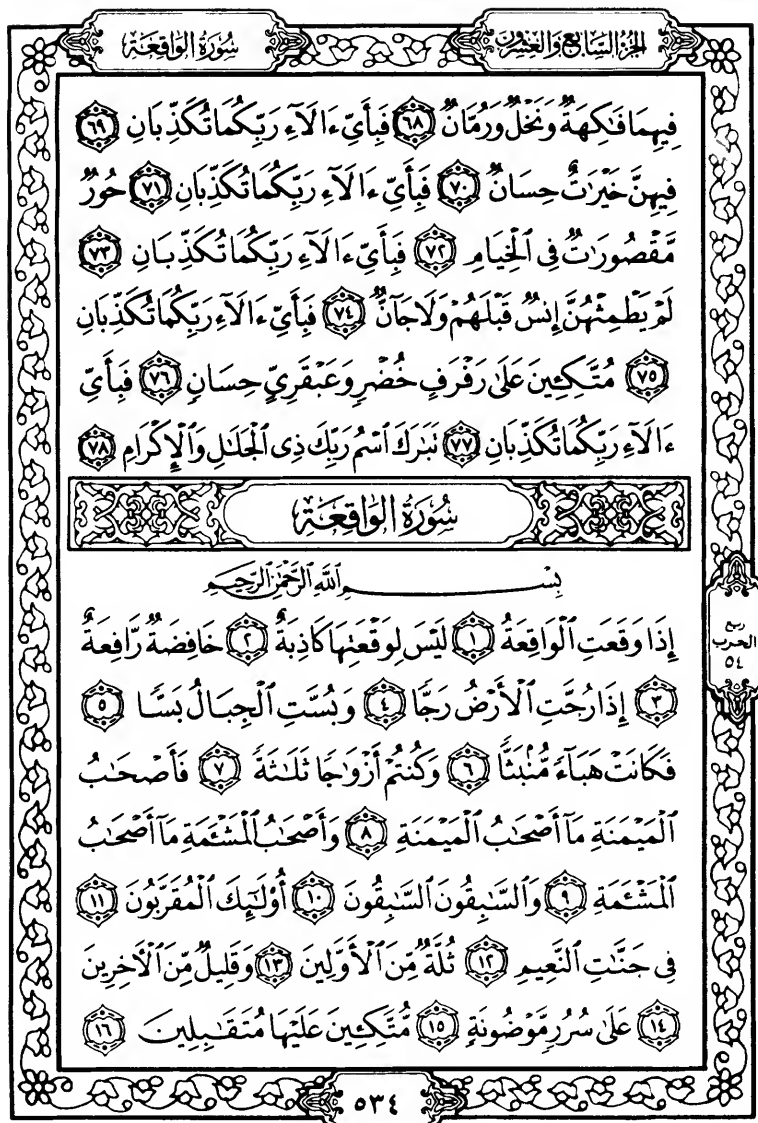 الجزء السابع والعشرون
سورة الواقعة
فِيهِمَا فَٰكِهَةٌ وَنَخْلٌ وَرُمَّانٌ ٦٨ فَبِأَىِّ ءَالَآءِ رَبِّكُمَا تُكَذِّبَانِ ٦٩
فِيهِنَّ خَيْرَٰتٌ حِسَانٌ ٧٠ فَبِأَىِّ ءَالَآءِ رَبِّكُمَا تُكَذِّبَانِ ٧١ حُورٌ
مَّقْصُورَٰتٌ فِى ٱلْخِيَامِ ٧٢ فَبِأَىِّ ءَالَآءِ رَبِّكُمَا تُكَذِّبَانِ ٧٣
لَمْ يَطْمِثْهُنَّ إِنسٌ قَبْلَهُمْ وَلَا جَآنٌّ ٧٤ فَبِأَىِّ ءَالَآءِ رَبِّكُمَا تُكَذِّبَانِ
٧٥ مُتَّكِـِٔينَ عَلَىٰ رَفْرَفٍ خُضْرٍ وَعَبْقَرِىٍّ حِسَانٍ ٧٦ فَبِأَىِّ
ءَالَآءِ رَبِّكُمَا تُكَذِّبَانِ ٧٧ تَبَٰرَكَ ٱسْمُ رَبِّكَ ذِى ٱلْجَلَٰلِ وَٱلْإِكْرَامِ ٧٨
سُورَةُ الوَاقِعَةِ
بِسْمِ ٱللَّهِ ٱلرَّحْمَٰنِ ٱلرَّحِيمِ
إِذَا وَقَعَتِ ٱلْوَاقِعَةُ ١ لَيْسَ لِوَقْعَتِهَا كَاذِبَةٌ ٢ خَافِضَةٌ رَّافِعَةٌ
٣ إِذَا رُجَّتِ ٱلْأَرْضُ رَجًّا ٤ وَبُسَّتِ ٱلْجِبَالُ بَسًّا ٥
فَكَانَتْ هَبَآءً مُّنۢبَثًّا ٦ وَكُنتُمْ أَزْوَٰجًا ثَلَٰثَةً ٧ فَأَصْحَٰبُ
ٱلْمَيْمَنَةِ مَآ أَصْحَٰبُ ٱلْمَيْمَنَةِ ٨ وَأَصْحَٰبُ ٱلْمَشْـَٔمَةِ مَآ أَصْحَٰبُ
ٱلْمَشْـَٔمَةِ ٩ وَٱلسَّٰبِقُونَ ٱلسَّٰبِقُونَ ١٠ أُو۟لَٰٓئِكَ ٱلْمُقَرَّبُونَ ١١
فِى جَنَّٰتِ ٱلنَّعِيمِ ١٢ ثُلَّةٌ مِّنَ ٱلْأَوَّلِينَ ١٣ وَقَلِيلٌ مِّنَ ٱلْءَاخِرِينَ
١٤ عَلَىٰ سُرُرٍ مَّوْضُونَةٍ ١٥ مُّتَّكِـِٔينَ عَلَيْهَا مُتَقَٰبِلِينَ ١٦
ربع
الحزب
٥٤
٥٣٤